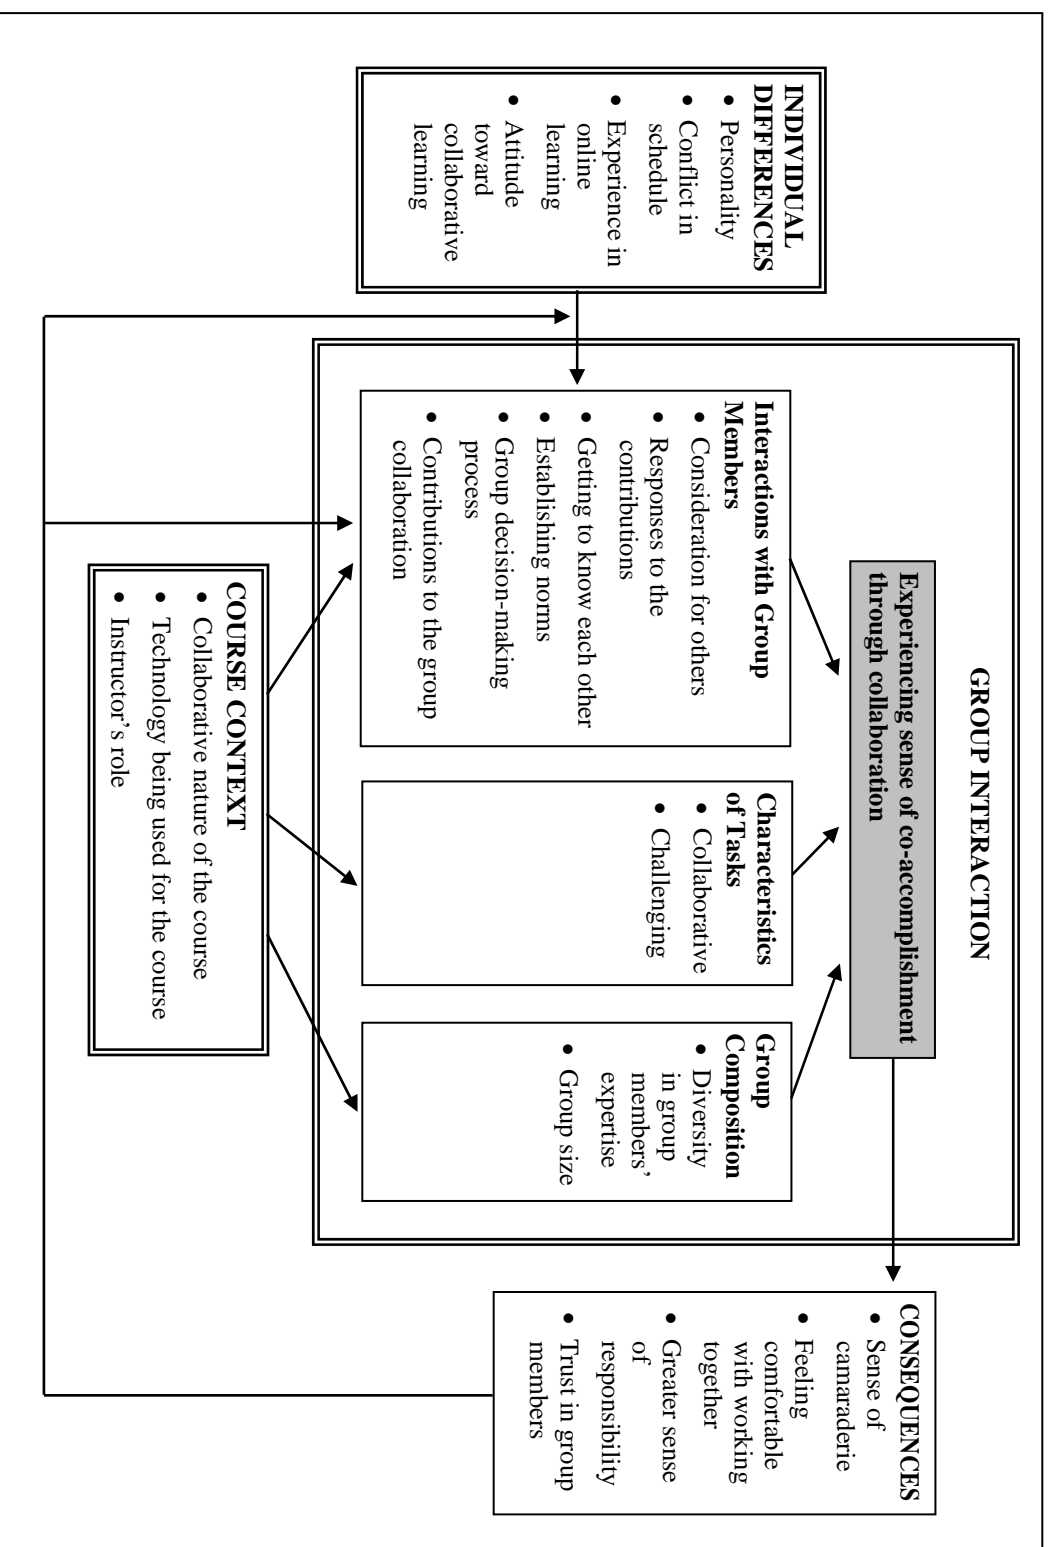 INDIVIDUAL
DIFFERENCES
• Personality
• Conflict in
schedule
• Experience in
online
learning
• Attitude
toward
collaborative
learning
GROUP INTERACTION
Experiencing sense of co-accomplishment
through collaboration
Interactions with Group
Members
• Consideration for others
• Responses to the
contributions
• Getting to know each other
• Establishing norms
• Group decision-making
process
• Contributions to the group
collaboration
Characteristics
of Tasks
• Collaborative
• Challenging
Group
Composition
• Diversity
in group
members’
expertise
• Group size
COURSE CONTEXT
• Collaborative nature of the course
• Technology being used for the course
• Instructor’s role
CONSEQUENCES
• Sense of
camaraderie
• Feeling
comfortable
with working
together
• Greater sense
of
responsibility
• Trust in group
members